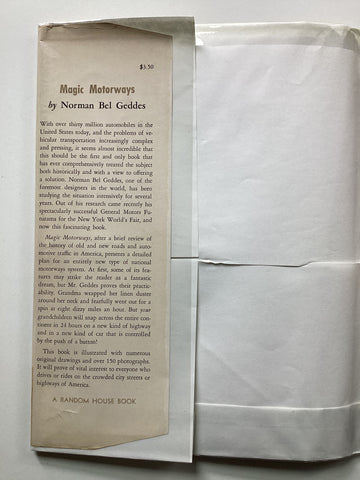 $3.50
Magic Motorways
by Norman Bel Geddes
With over thirty million automobiles in the
United States today, and the problems of ve-
hicular transportation increasingly complex
and pressing, it seems almost incredible that
this should be the first and only book that
has ever comprehensively treated the subject
both historically and with a view to offering
a solution. Norman Bel Geddes, one of the
foremost designers in the world, has been
studying the situation intensively for several
years. Out of his research came recently his
spectacularly successful General Motors Fu-
turama for the New York World's Fair, and
now this fascinating book.
Magic Motorways, after a brief review of
the history of old and new roads and auto-
motive traffic in America, presents a detailed
plan for an entirely new type of national
motorways system. At first, some of its fea-
tures may strike the reader as a fantastic
dream, but Mr. Geddes proves their practic-
ability. Grandma wrapped her linen duster
around her neck and fearfully went out for a
spin at eight dizzy miles an hour. But your
grandchildren will snap across the entire con-
tinent in 24 hours on a new kind of highway
and in a new kind of car that is controlled
by the push of a button!
This book is illustrated with numerous
original drawings and over 150 photographs.
It will prove of vital interest to everyone who
drives or rides on the crowded city streets or
highways of America.
A RANDOM HOUSE BOOK